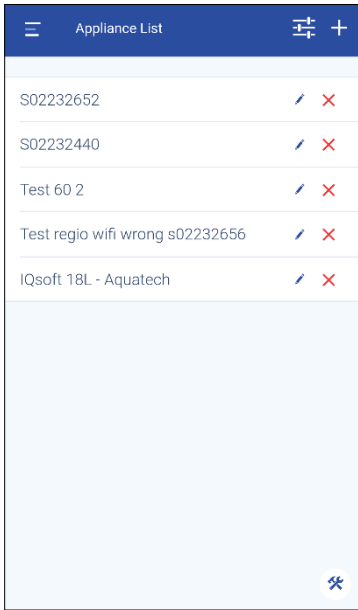 Appliance List
S02232652
S02232440
Test 60 2
Test regio wifi wrong s02232656
IQsoft 18L - Aquatech